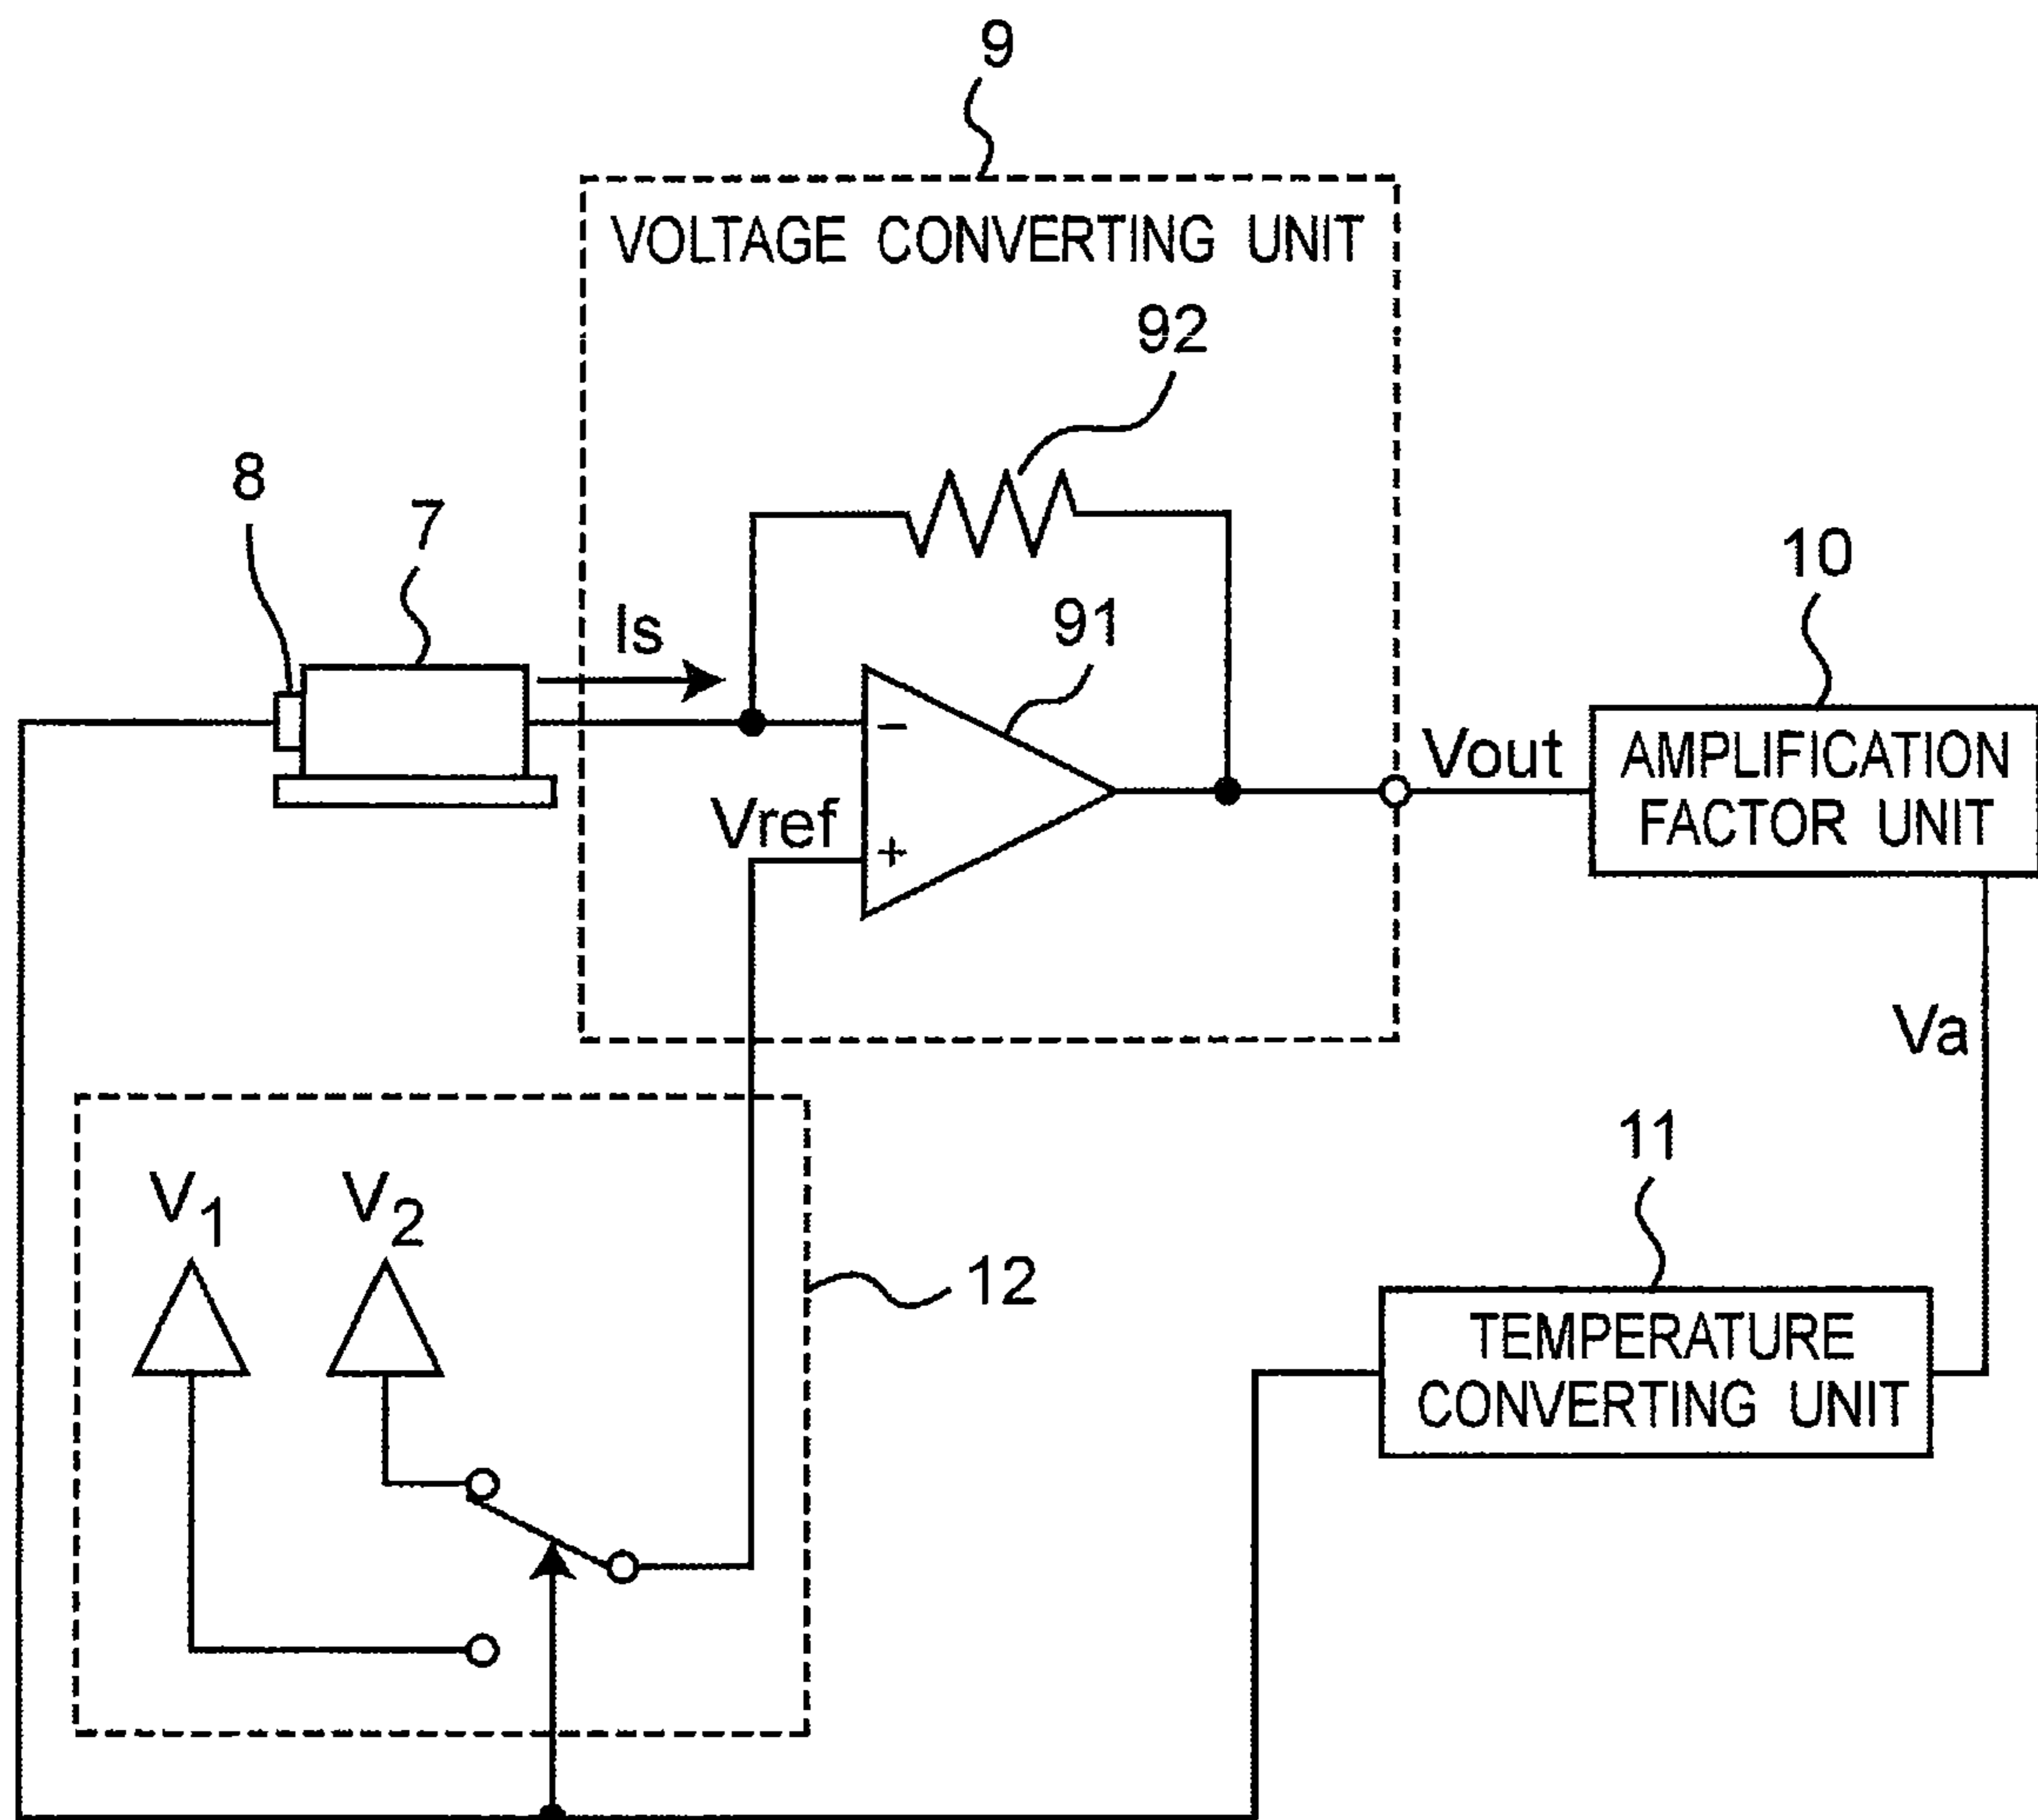 9
VOLTAGE CONVERTING UNIT
92
8
7
10
Is
91
−
Vout
AMPLIFICATION
FACTOR UNIT
Vref
+
Va
11
V1
V2
12
TEMPERATURE
CONVERTING UNIT